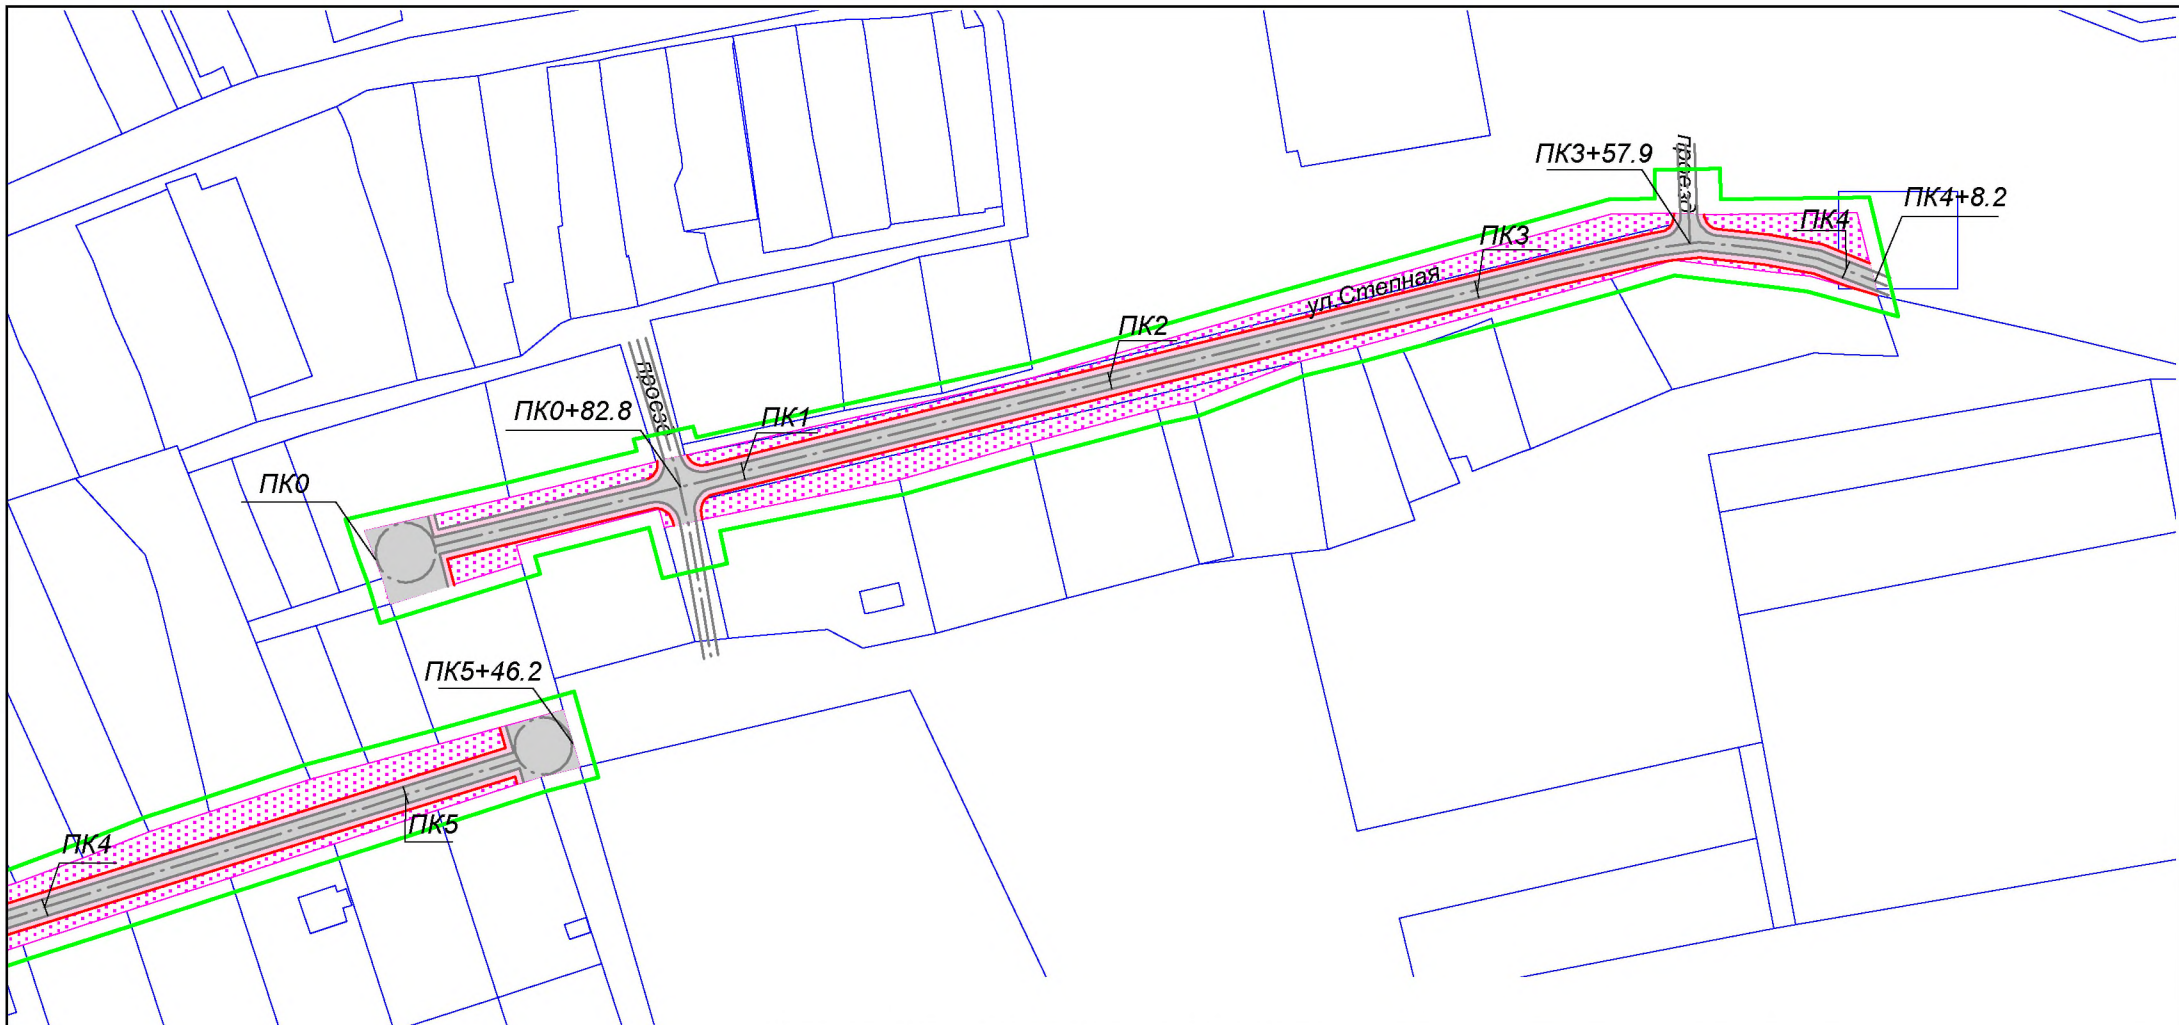 проезд
ПК3+57.9
ПК4+8.2
ПК4
ПК3
ул.Степная
ПК2
проезд
ПК0+82.8
ПК1
ПК0
ПК5+46.2
ПК5
ПК4